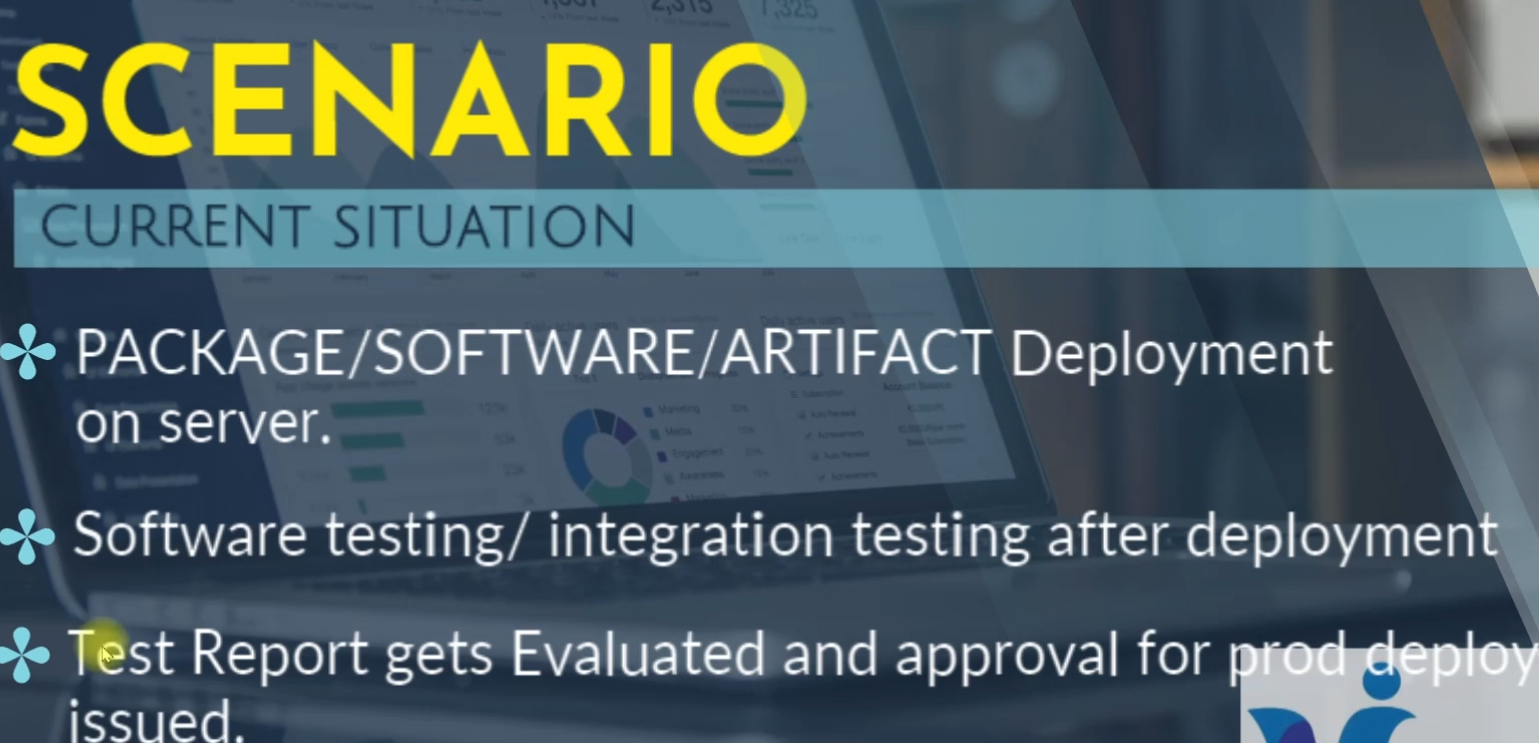 SCENARIO
CURRENT SITUATION
PACKAGE/SOFTWARE/ARTIFACT Deployment
on server.
Software testing/ integration testing after deployment
Test Report gets Evaluated and approval for prod deploy
issued.